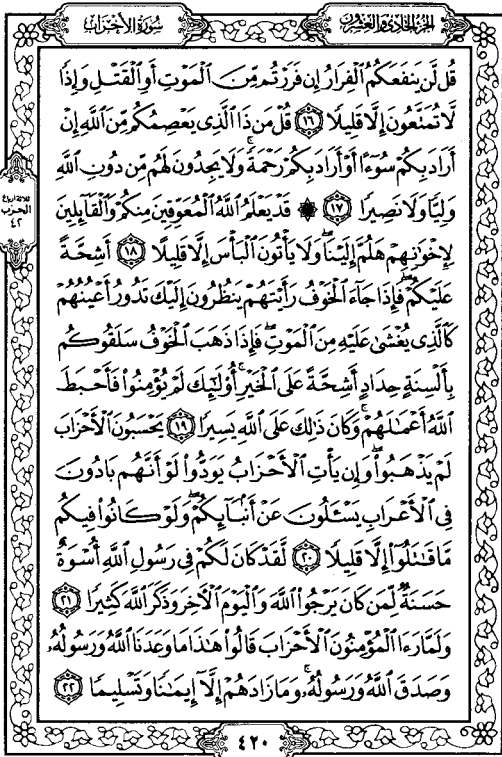 الجزء الحادي والعشرون
سورة الأحزاب
قُل لَّن يَنفَعَكُمُ ٱلْفِرَارُ إِن فَرَرْتُم مِّنَ ٱلْمَوْتِ أَوِ ٱلْقَتْلِ وَإِذًا
لَّا تُمَتَّعُونَ إِلَّا قَلِيلًا ١٦ قُلْ مَن ذَا ٱلَّذِى يَعْصِمُكُم مِّنَ ٱللَّهِ إِنْ
أَرَادَ بِكُمْ سُوٓءًا أَوْ أَرَادَ بِكُمْ رَحْمَةً ۚ وَلَا يَجِدُونَ لَهُم مِّن دُونِ ٱللَّهِ
وَلِيًّا وَلَا نَصِيرًا ١٧ ۞ قَدْ يَعْلَمُ ٱللَّهُ ٱلْمُعَوِّقِينَ مِنكُمْ وَٱلْقَآئِلِينَ
لِإِخْوَٰنِهِمْ هَلُمَّ إِلَيْنَا ۖ وَلَا يَأْتُونَ ٱلْبَأْسَ إِلَّا قَلِيلًا ١٨ أَشِحَّةً
عَلَيْكُمْ ۖ فَإِذَا جَآءَ ٱلْخَوْفُ رَأَيْتَهُمْ يَنظُرُونَ إِلَيْكَ تَدُورُ أَعْيُنُهُمْ
كَٱلَّذِى يُغْشَىٰ عَلَيْهِ مِنَ ٱلْمَوْتِ ۖ فَإِذَا ذَهَبَ ٱلْخَوْفُ سَلَقُوكُم
بِأَلْسِنَةٍ حِدَادٍ أَشِحَّةً عَلَى ٱلْخَيْرِ ۚ أُو۟لَٰٓئِكَ لَمْ يُؤْمِنُوا۟ فَأَحْبَطَ
ٱللَّهُ أَعْمَٰلَهُمْ ۚ وَكَانَ ذَٰلِكَ عَلَى ٱللَّهِ يَسِيرًا ١٩ يَحْسَبُونَ ٱلْأَحْزَابَ
لَمْ يَذْهَبُوا۟ ۖ وَإِن يَأْتِ ٱلْأَحْزَابُ يَوَدُّوا۟ لَوْ أَنَّهُم بَادُونَ
فِى ٱلْأَعْرَابِ يَسْـَٔلُونَ عَنْ أَنۢبَآئِكُمْ ۖ وَلَوْ كَانُوا۟ فِيكُم
مَّا قَٰتَلُوٓا۟ إِلَّا قَلِيلًا ٢٠ لَّقَدْ كَانَ لَكُمْ فِى رَسُولِ ٱللَّهِ أُسْوَةٌ
حَسَنَةٌ لِّمَن كَانَ يَرْجُوا۟ ٱللَّهَ وَٱلْيَوْمَ ٱلْأَخِرَ وَذَكَرَ ٱللَّهَ كَثِيرًا ٢١
وَلَمَّا رَءَا ٱلْمُؤْمِنُونَ ٱلْأَحْزَابَ قَالُوا۟ هَٰذَا مَا وَعَدَنَا ٱللَّهُ وَرَسُولُهُۥ
وَصَدَقَ ٱللَّهُ وَرَسُولُهُۥ ۚ وَمَا زَادَهُمْ إِلَّآ إِيمَٰنًا وَتَسْلِيمًا ٢٢
ثلاثة أرباع
الحزب
٤٢
٤٢٠